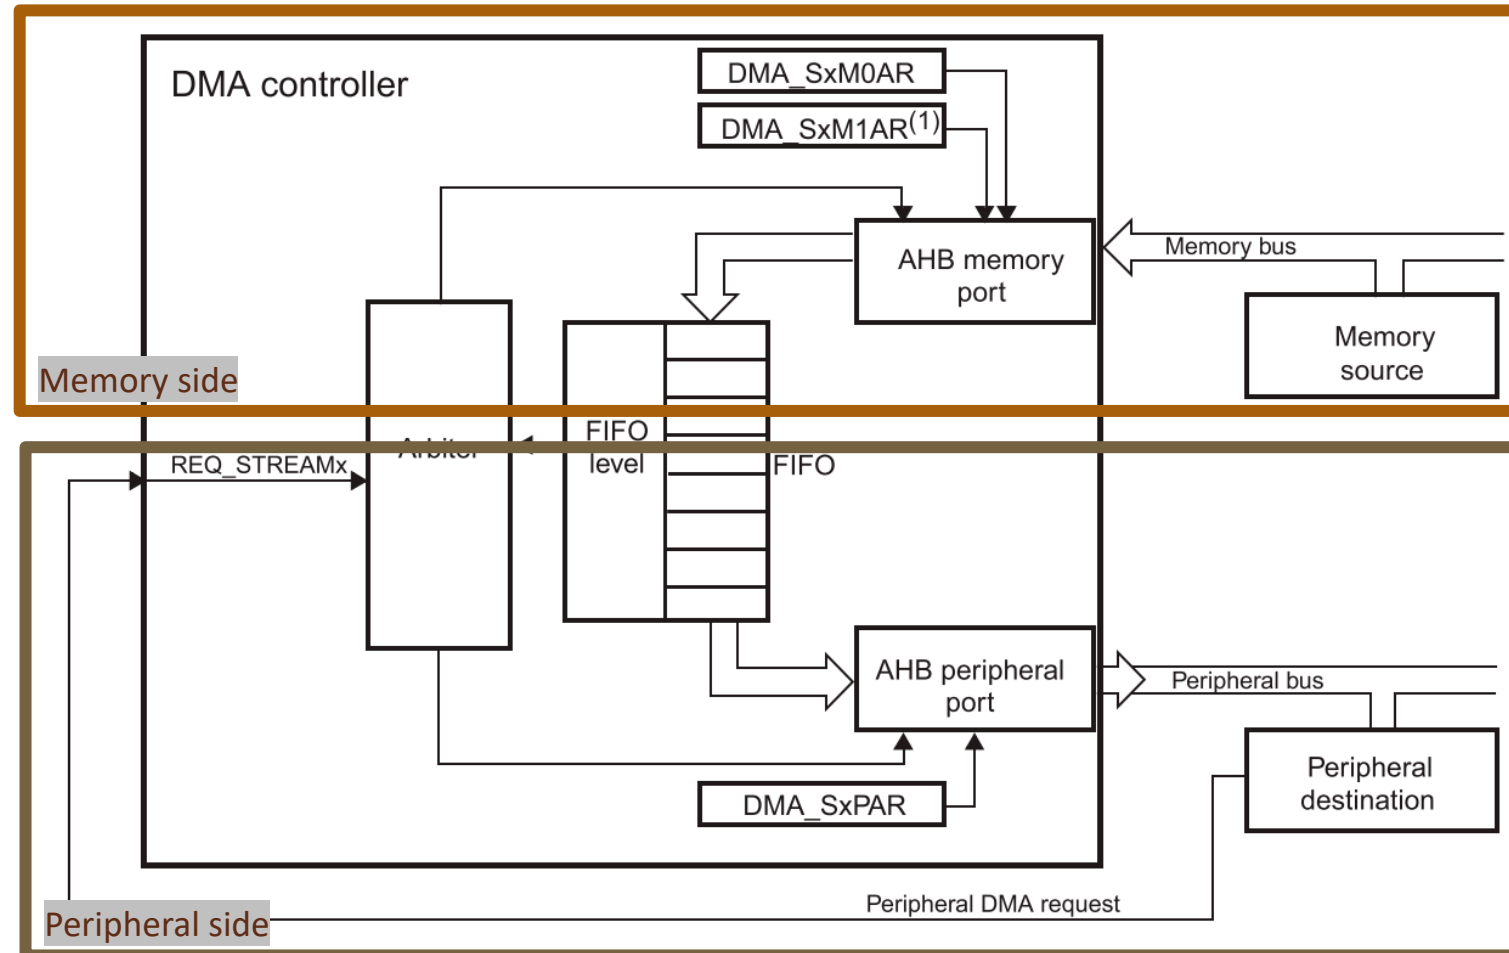 DMA controller
DMA_SxM0AR
DMA_SxM1AR(1)
AHB memory
port
Memory bus
Memory
source
Memory side
Arbiter
FIFO
level
FIFO
REQ_STREAMx
AHB peripheral
port
Peripheral bus
DMA_SxPAR
Peripheral
destination
Peripheral DMA request
Peripheral side